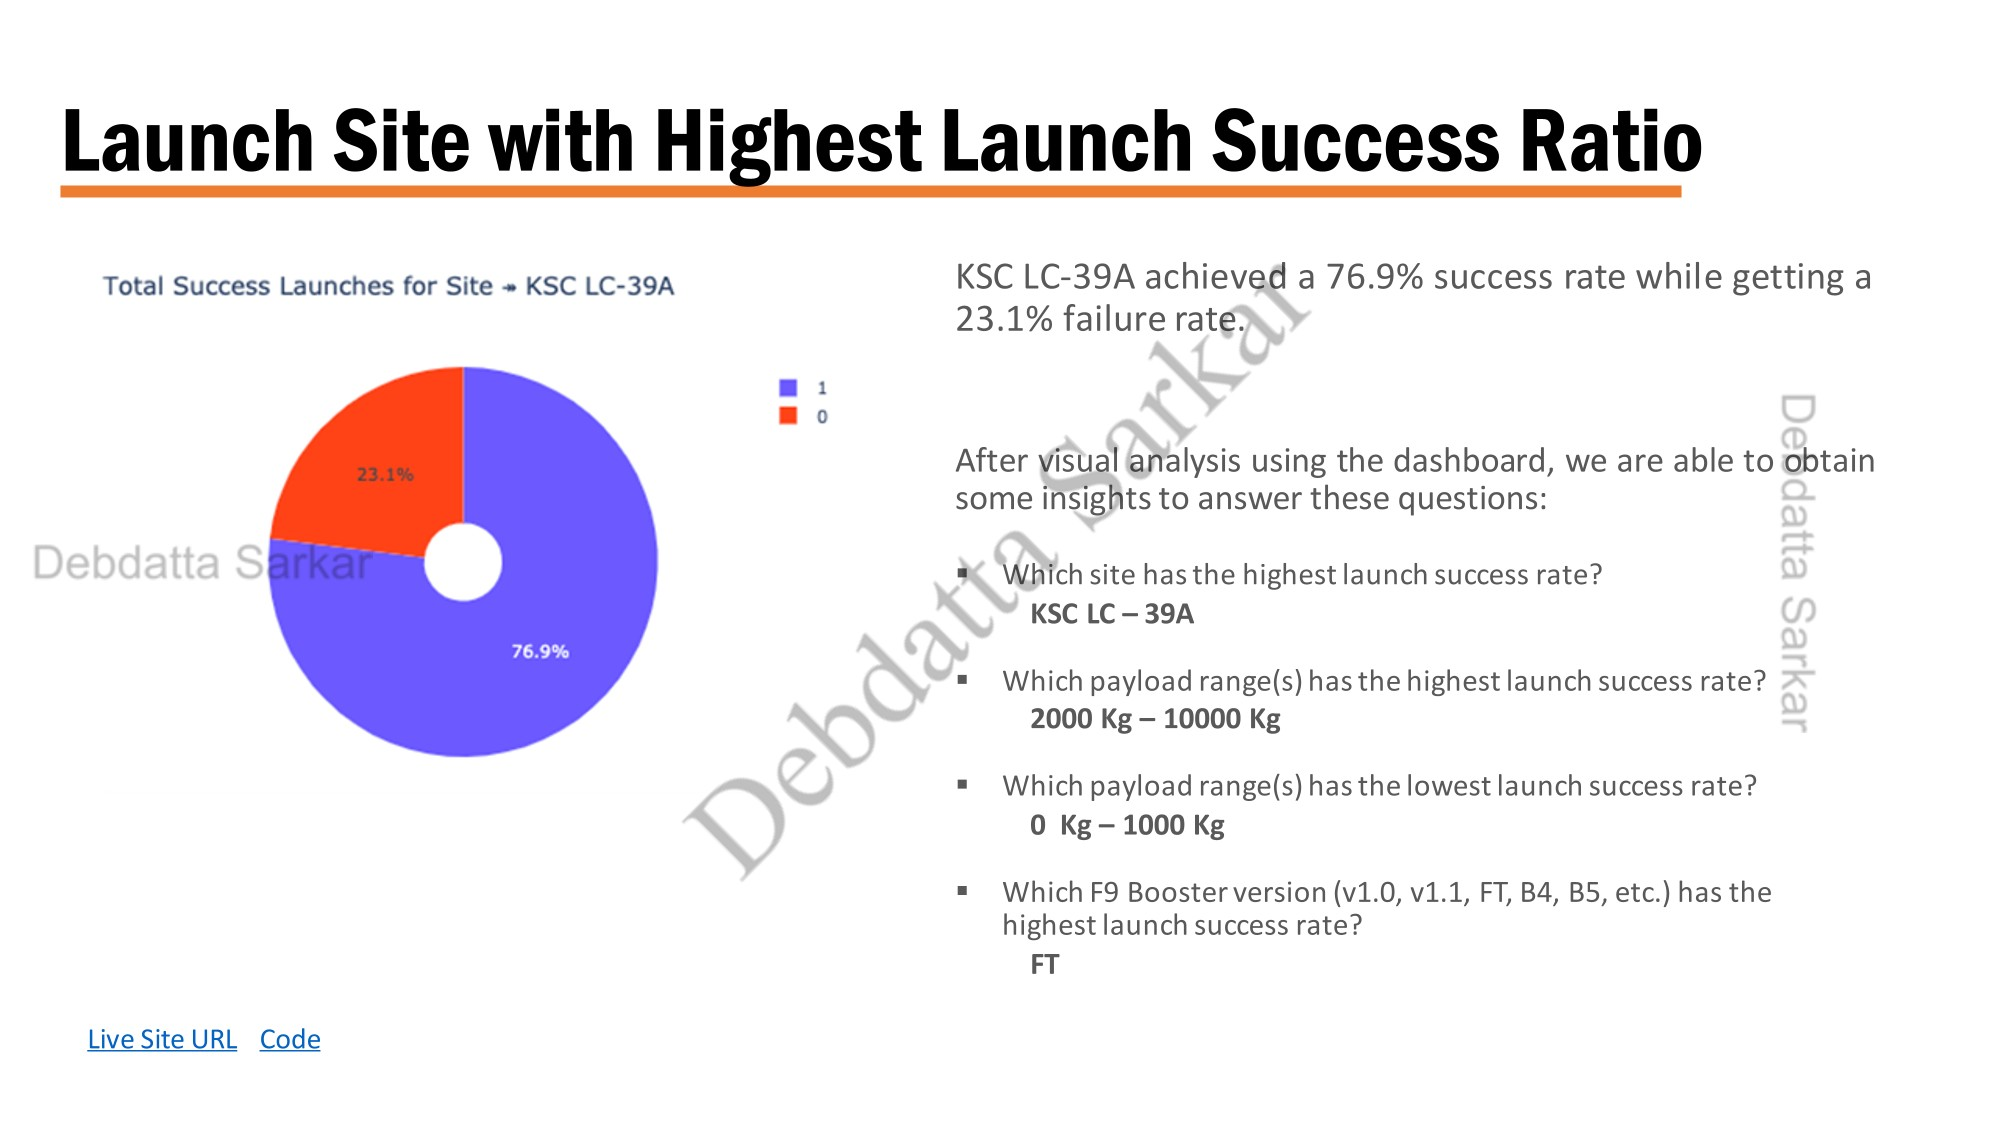 Launch Site with Highest Launch Success Ratio
Total Success Launches for Site ↠ KSC LC-39A
1
0
23.1%
76.9%
KSC LC-39A achieved a 76.9% success rate while getting a
23.1% failure rate.
After visual analysis using the dashboard, we are able to obtain
some insights to answer these questions:
▪ Which site has the highest launch success rate?
KSC LC – 39A
▪ Which payload range(s) has the highest launch success rate?
2000 Kg – 10000 Kg
▪ Which payload range(s) has the lowest launch success rate?
0 Kg – 1000 Kg
▪ Which F9 Booster version (v1.0, v1.1, FT, B4, B5, etc.) has the
highest launch success rate?
FT
Live Site URL Code
Debdatta Sarkar
Debdatta Sarkar
Debdatta Sarkar